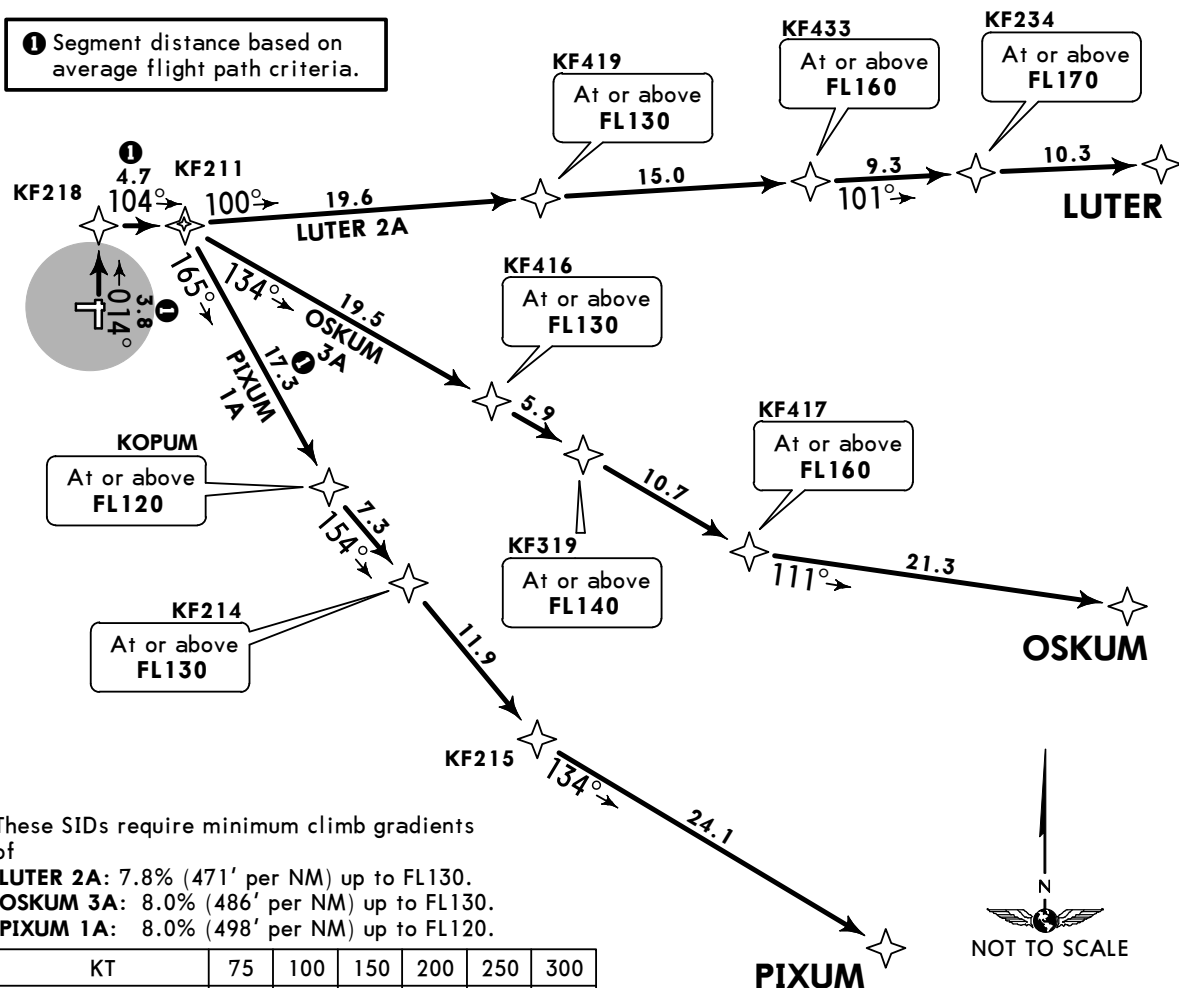 ❶ Segment distance based on
average flight path criteria.
KF433
At or above
FL160
KF234
At or above
FL170
KF419
At or above
FL130
❶
4.7
104°
KF218
KF211
100°
19.6
LUTER 2A
15.0
9.3
101°
10.3
LUTER
3.8 ❶
014°
165°
17.3 ❶
PIXUM
1A
134°
19.5
OSKUM
3A
KF416
At or above
FL130
5.9
KF417
At or above
FL160
10.7
KOPUM
At or above
FL120
7.3
154°
KF319
At or above
FL140
111°
21.3
OSKUM
KF214
At or above
FL130
11.9
KF215
134°
24.1
PIXUM
N
NOT TO SCALE
These SIDs require minimum climb gradients
of
LUTER 2A: 7.8% (471' per NM) up to FL130.
OSKUM 3A: 8.0% (486' per NM) up to FL130.
PIXUM 1A: 8.0% (498' per NM) up to FL120.
KT 75 100 150 200 250 300